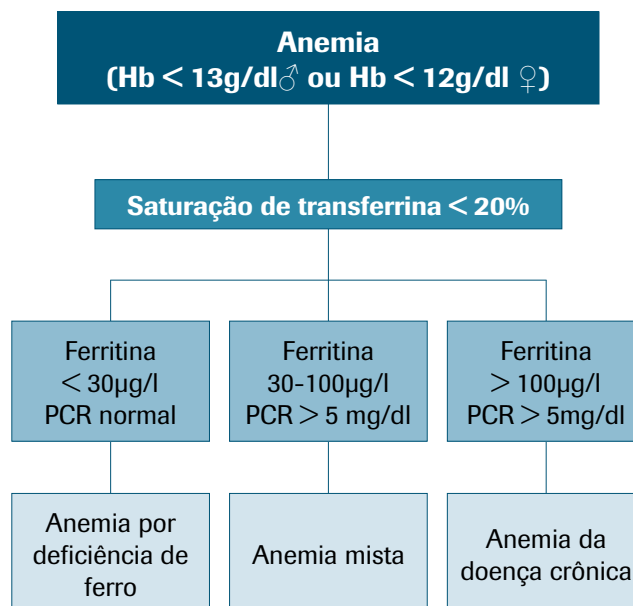 Anemia
(Hb < 13g/dl♂ ou Hb < 12g/dl ♀)
Saturação de transferrina < 20%
Ferritina
< 30µg/l
PCR normal
Ferritina
30-100µg/l
PCR > 5 mg/dl
Ferritina
> 100µg/l
PCR > 5mg/dl
Anemia por
deficiência de
ferro
Anemia mista
Anemia da
doença crônica